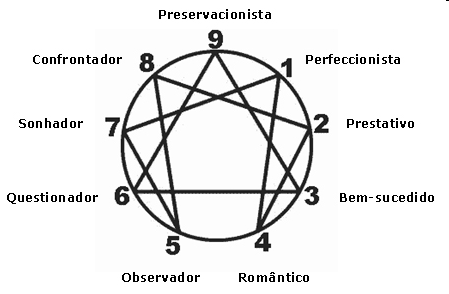 Preservacionista
9
Confrontador
8
1
Perfeccionista
Sonhador
7
2
Prestativo
Questionador
6
3
Bem-sucedido
5
4
Observador
Romântico